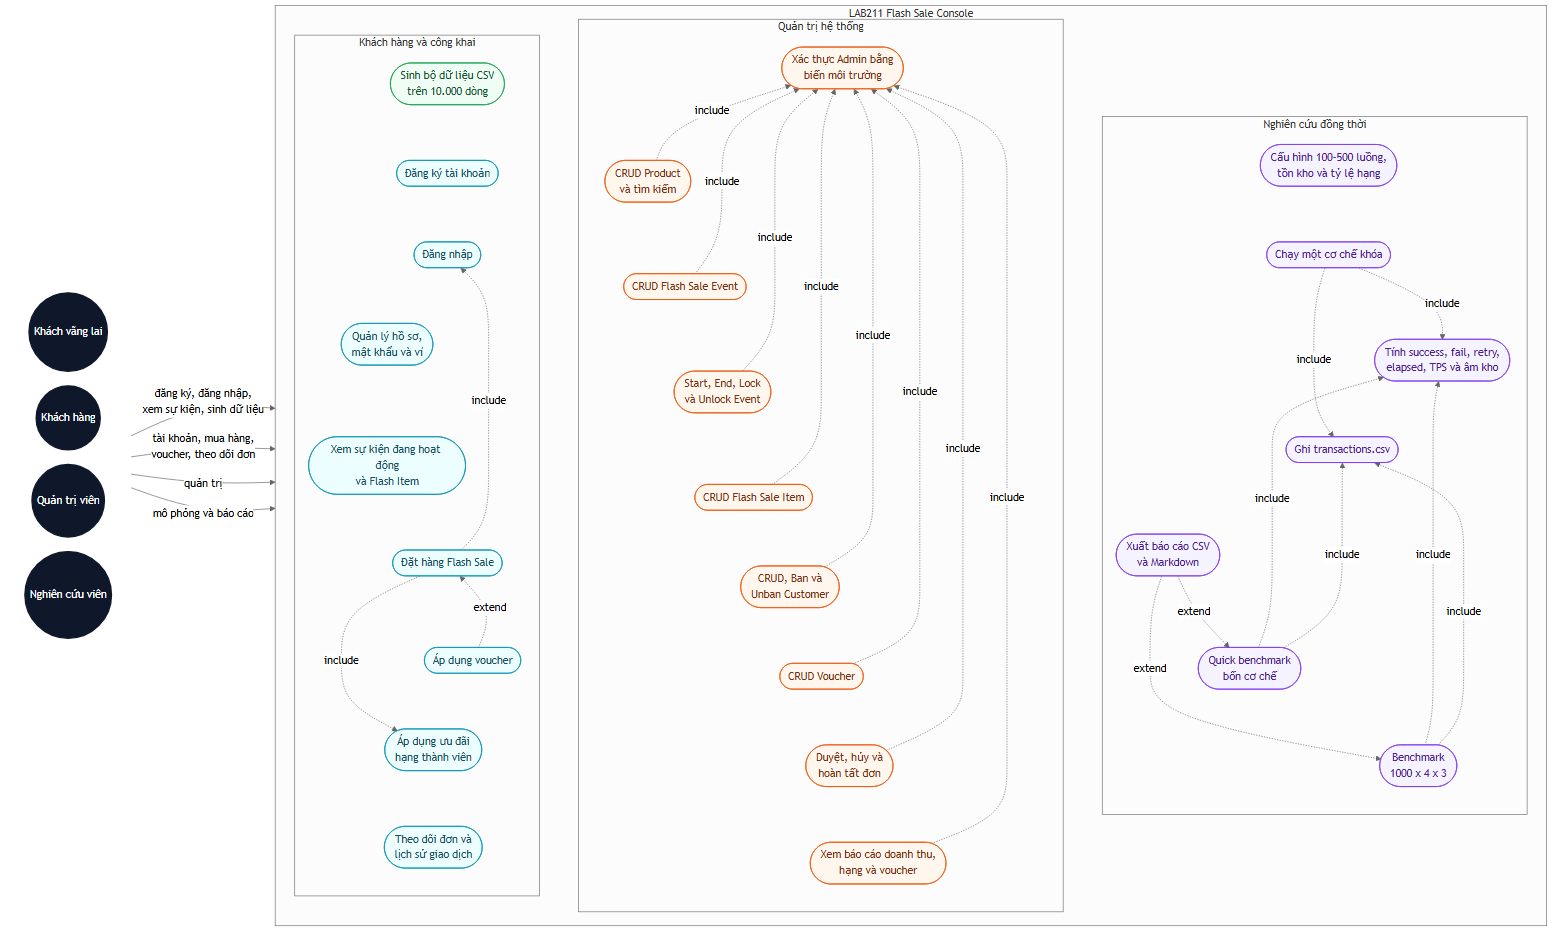 LAB211 Flash Sale Console
Khách vãng lai
Khách hàng
Quản trị viên
Nghiên cứu viên
đăng ký, đăng nhập,
xem sự kiện, sinh dữ liệu
tài khoản, mua hàng,
voucher, theo dõi đơn
quản trị
mô phỏng và báo cáo
Khách hàng và công khai
Sinh bộ dữ liệu CSV
trên 10.000 dòng
Đăng ký tài khoản
Đăng nhập
Quản lý hồ sơ,
mật khẩu và ví
include
Xem sự kiện đang hoạt
động
và Flash Item
Đặt hàng Flash Sale
extend
include
Áp dụng voucher
Áp dụng ưu đãi
hạng thành viên
Theo dõi đơn và
lịch sử giao dịch
Quản trị hệ thống
Xác thực Admin bằng
biến môi trường
include
CRUD Product
và tìm kiếm
include
include
CRUD Flash Sale Event
include
include
Start, End, Lock
và Unlock Event
include
include
CRUD Flash Sale Item
include
CRUD, Ban và
Unban Customer
CRUD Voucher
Duyệt, hủy và
hoàn tất đơn
Xem báo cáo doanh thu,
hạng và voucher
Nghiên cứu đồng thời
Cấu hình 100-500 luồng,
tồn kho và tỷ lệ hạng
Chạy một cơ chế khóa
include
include
Tính success, fail, retry,
elapsed, TPS và âm kho
Ghi transactions.csv
include
Xuất báo cáo CSV
và Markdown
include
include
extend
include
extend
Quick benchmark
bốn cơ chế
Benchmark
1000 x 4 x 3